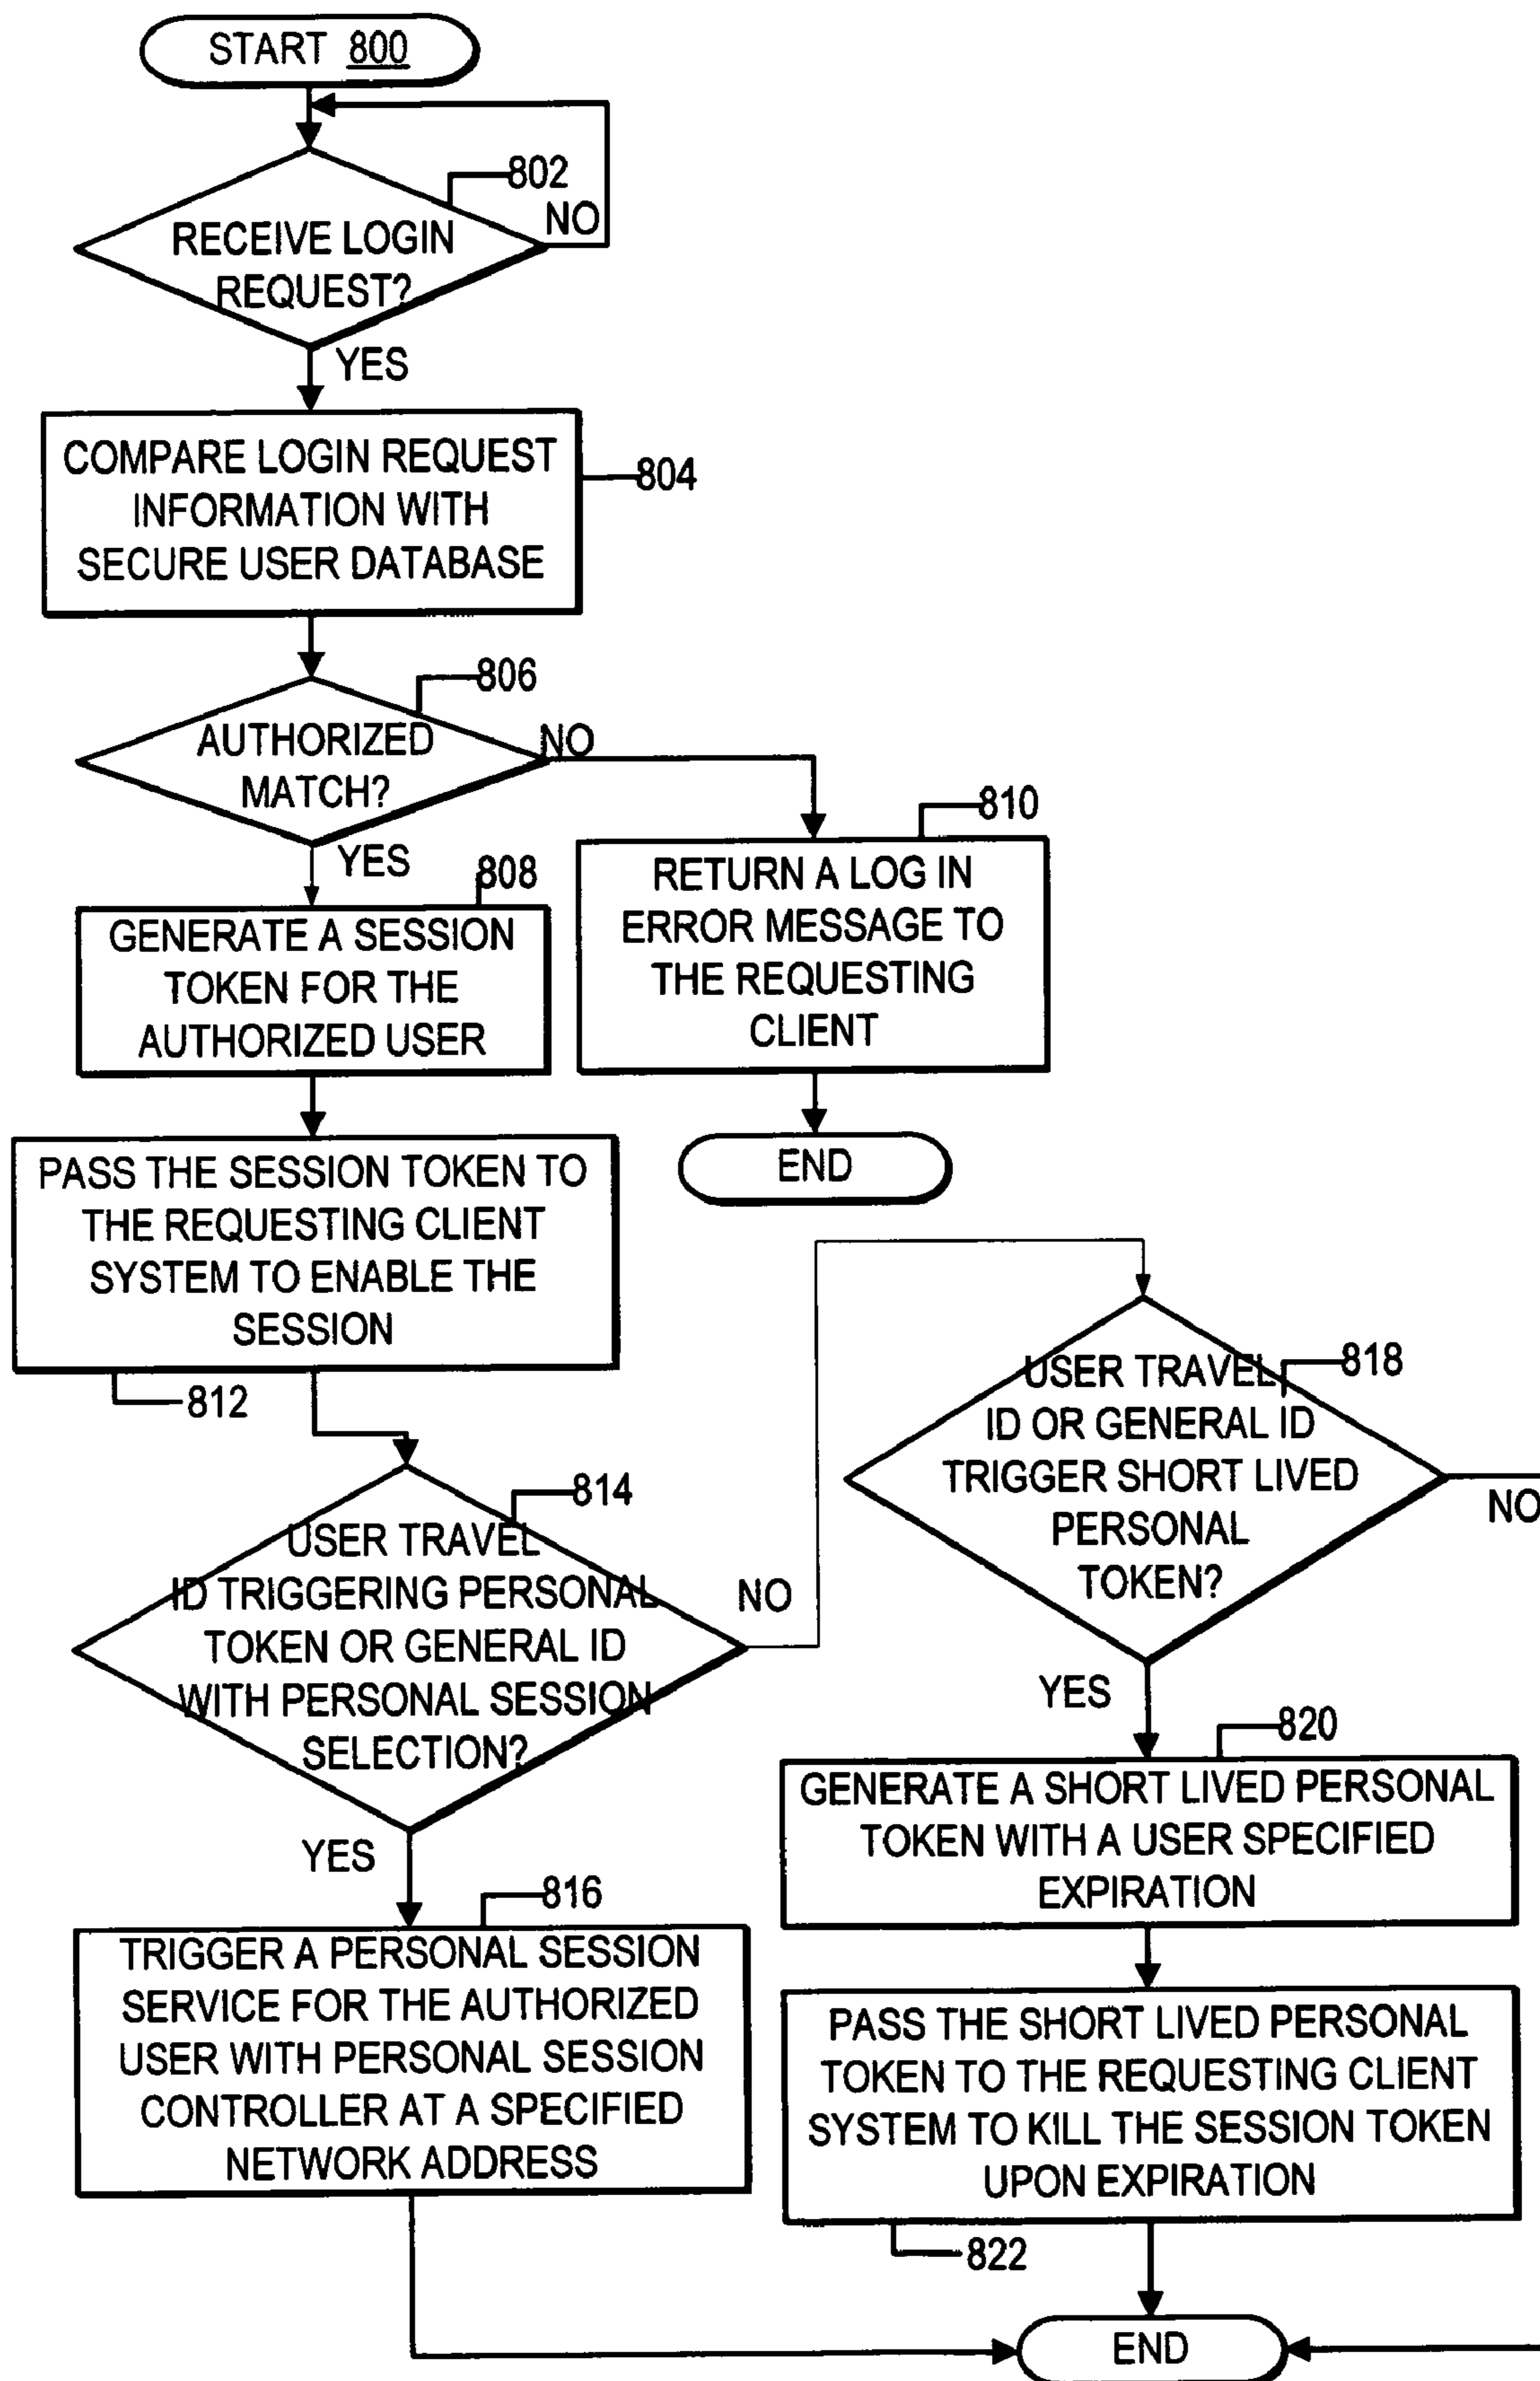 START 800
802
NO
RECEIVE LOGIN
REQUEST?
YES
COMPARE LOGIN REQUEST
INFORMATION WITH
SECURE USER DATABASE
804
806
AUTHORIZED
MATCH?
NO
YES
808
GENERATE A SESSION
TOKEN FOR THE
AUTHORIZED USER
810
RETURN A LOG IN
ERROR MESSAGE TO
THE REQUESTING
CLIENT
END
PASS THE SESSION TOKEN TO
THE REQUESTING CLIENT
SYSTEM TO ENABLE THE
SESSION
812
814
USER TRAVEL
ID TRIGGERING PERSONAL
TOKEN OR GENERAL ID
WITH PERSONAL SESSION
SELECTION?
NO
YES
816
TRIGGER A PERSONAL SESSION
SERVICE FOR THE AUTHORIZED
USER WITH PERSONAL SESSION
CONTROLLER AT A SPECIFIED
NETWORK ADDRESS
818
USER TRAVEL
ID OR GENERAL ID
TRIGGER SHORT LIVED
PERSONAL
TOKEN?
NO
YES
820
GENERATE A SHORT LIVED PERSONAL
TOKEN WITH A USER SPECIFIED
EXPIRATION
PASS THE SHORT LIVED PERSONAL
TOKEN TO THE REQUESTING CLIENT
SYSTEM TO KILL THE SESSION TOKEN
UPON EXPIRATION
822
END